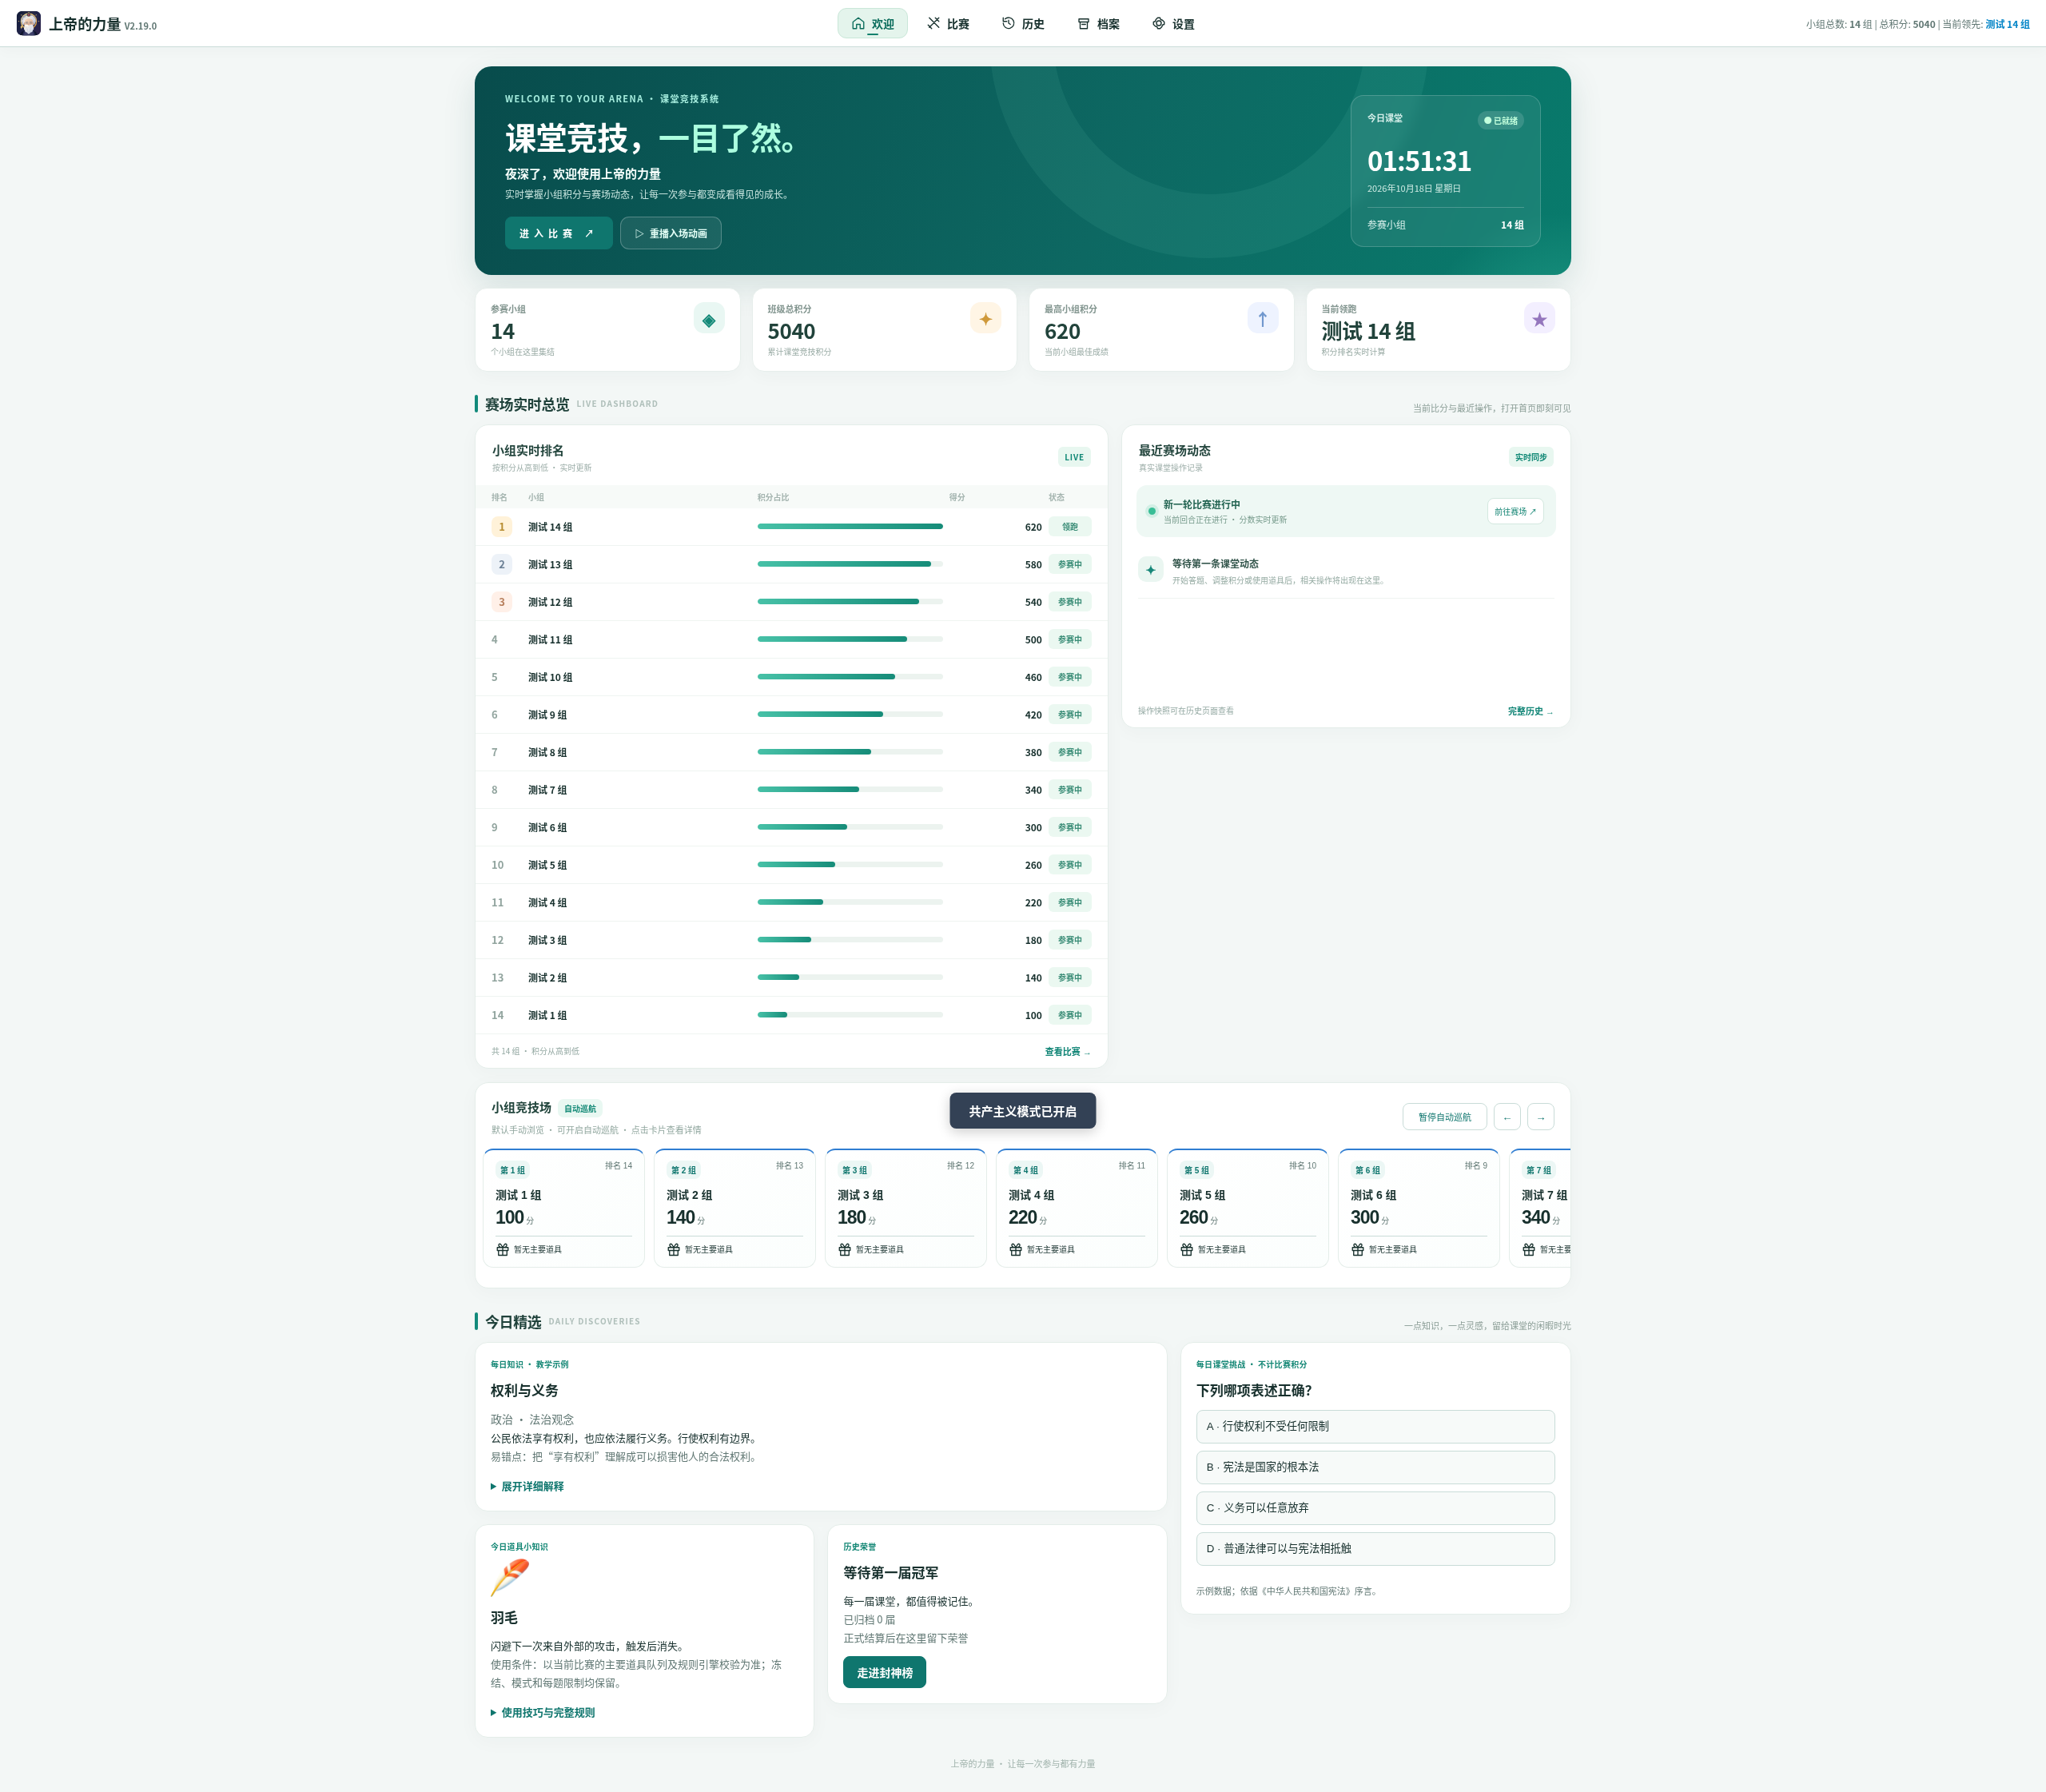 上帝的力量 V2.19.0
欢迎
比赛
历史
档案
设置
小组总数: 14 组 | 总积分: 5040 | 当前领先: 测试 14 组
WELCOME TO YOUR ARENA · 课堂竞技系统
课堂竞技，一目了然。
夜深了，欢迎使用上帝的力量
实时掌握小组积分与赛场动态，让每一次参与都变成看得见的成长。
进入比赛 ↗
▷ 重播入场动画
今日课堂
已就绪
01:51:31
2026年10月18日 星期日
参赛小组
14 组
参赛小组
14
个小组在这里集结
班级总积分
5040
累计课堂竞技积分
最高小组积分
620
当前小组最佳成绩
当前领跑
测试 14 组
积分排名实时计算
赛场实时总览 LIVE DASHBOARD
当前比分与最近操作，打开首页即刻可见
小组实时排名
按积分从高到低 · 实时更新
LIVE
排名 小组 积分占比 得分 状态
1 测试 14 组 620 领跑
2 测试 13 组 580 参赛中
3 测试 12 组 540 参赛中
4 测试 11 组 500 参赛中
5 测试 10 组 460 参赛中
6 测试 9 组 420 参赛中
7 测试 8 组 380 参赛中
8 测试 7 组 340 参赛中
9 测试 6 组 300 参赛中
10 测试 5 组 260 参赛中
11 测试 4 组 220 参赛中
12 测试 3 组 180 参赛中
13 测试 2 组 140 参赛中
14 测试 1 组 100 参赛中
共 14 组 · 积分从高到低
查看比赛 →
最近赛场动态
真实课堂操作记录
实时同步
新一轮比赛进行中
当前回合正在进行 · 分数实时更新
前往赛场 ↗
等待第一条课堂动态
开始答题、调整积分或使用道具后，相关操作将出现在这里。
操作快照可在历史页面查看
完整历史 →
小组竞技场
自动巡航
默认手动浏览 · 可开启自动巡航 · 点击卡片查看详情
共产主义模式已开启
暂停自动巡航
←
→
第 1 组 排名 14
测试 1 组
100 分
暂无主要道具
第 2 组 排名 13
测试 2 组
140 分
暂无主要道具
第 3 组 排名 12
测试 3 组
180 分
暂无主要道具
第 4 组 排名 11
测试 4 组
220 分
暂无主要道具
第 5 组 排名 10
测试 5 组
260 分
暂无主要道具
第 6 组 排名 9
测试 6 组
300 分
暂无主要道具
第 7 组
测试 7 组
340 分
暂无主要
今日精选 DAILY DISCOVERIES
一点知识，一点灵感，留给课堂的闲暇时光
每日知识 · 教学示例
权利与义务
政治 · 法治观念
公民依法享有权利，也应依法履行义务。行使权利有边界。
易错点：把“享有权利”理解成可以损害他人的合法权利。
▶ 展开详细解释
每日课堂挑战 · 不计比赛积分
下列哪项表述正确？
A · 行使权利不受任何限制
B · 宪法是国家的根本法
C · 义务可以任意放弃
D · 普通法律可以与宪法相抵触
示例数据；依据《中华人民共和国宪法》序言。
今日道具小知识
羽毛
闪避下一次来自外部的攻击，触发后消失。
使用条件：以当前比赛的主要道具队列及规则引擎校验为准；冻
结、模式和每题限制均保留。
▶ 使用技巧与完整规则
历史荣誉
等待第一届冠军
每一届课堂，都值得被记住。
已归档 0 届
正式结算后在这里留下荣誉
走进封神榜
上帝的力量 · 让每一次参与都有力量